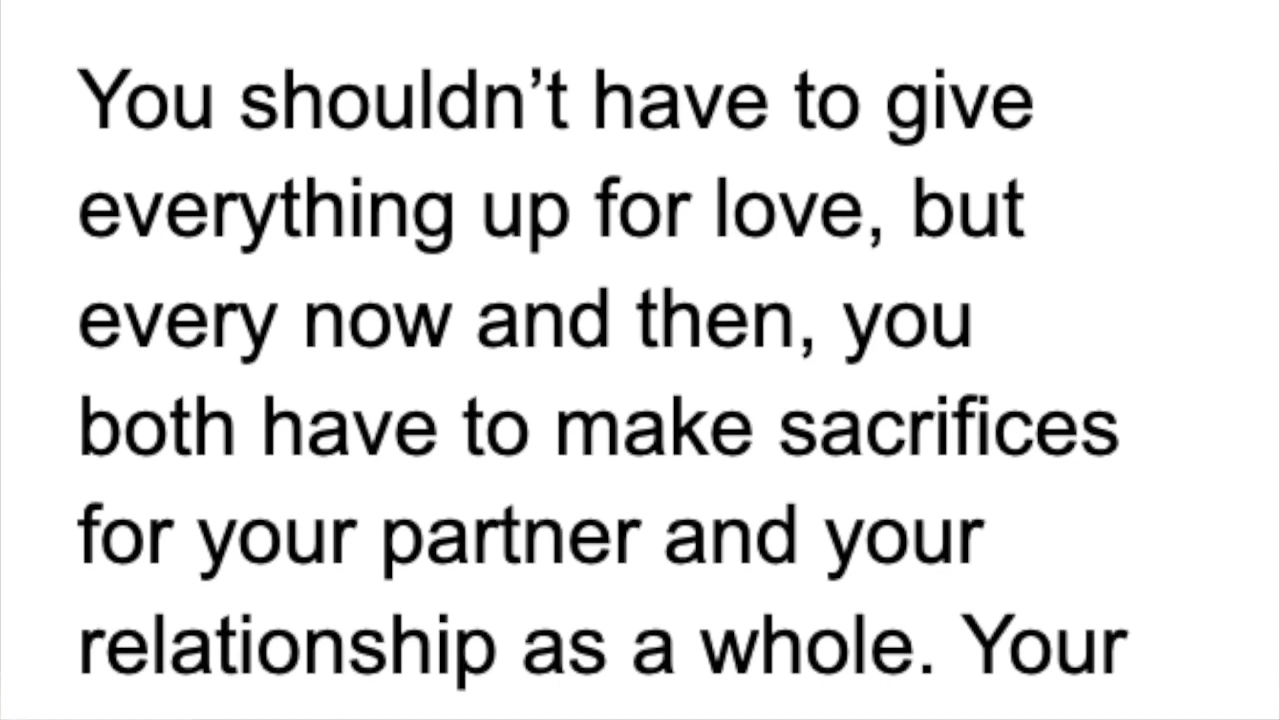 You shouldn’t have to give
everything up for love, but
every now and then, you
both have to make sacrifices
for your partner and your
relationship as a whole. Your